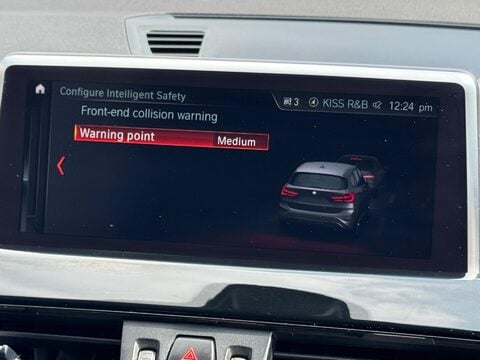 Configure Intelligent Safety
3 KISS R&B 12:24 pm
Front-end collision warning
Warning point Medium